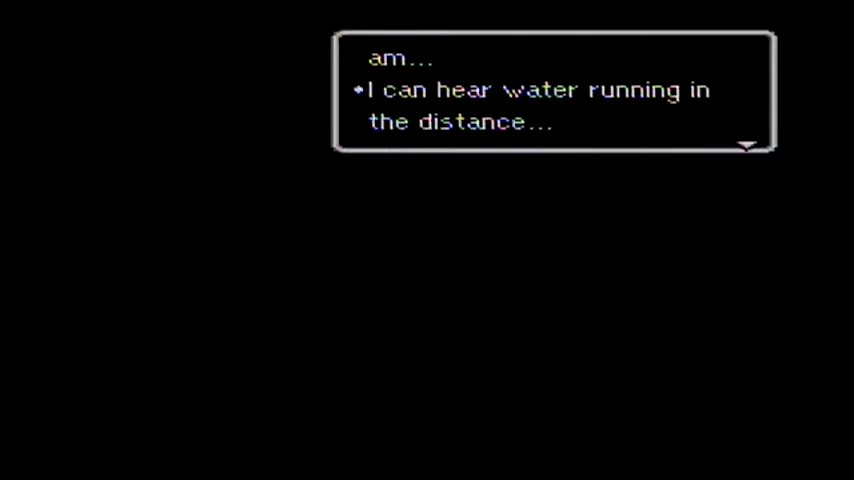 am...
•I can hear water running in
the distance...